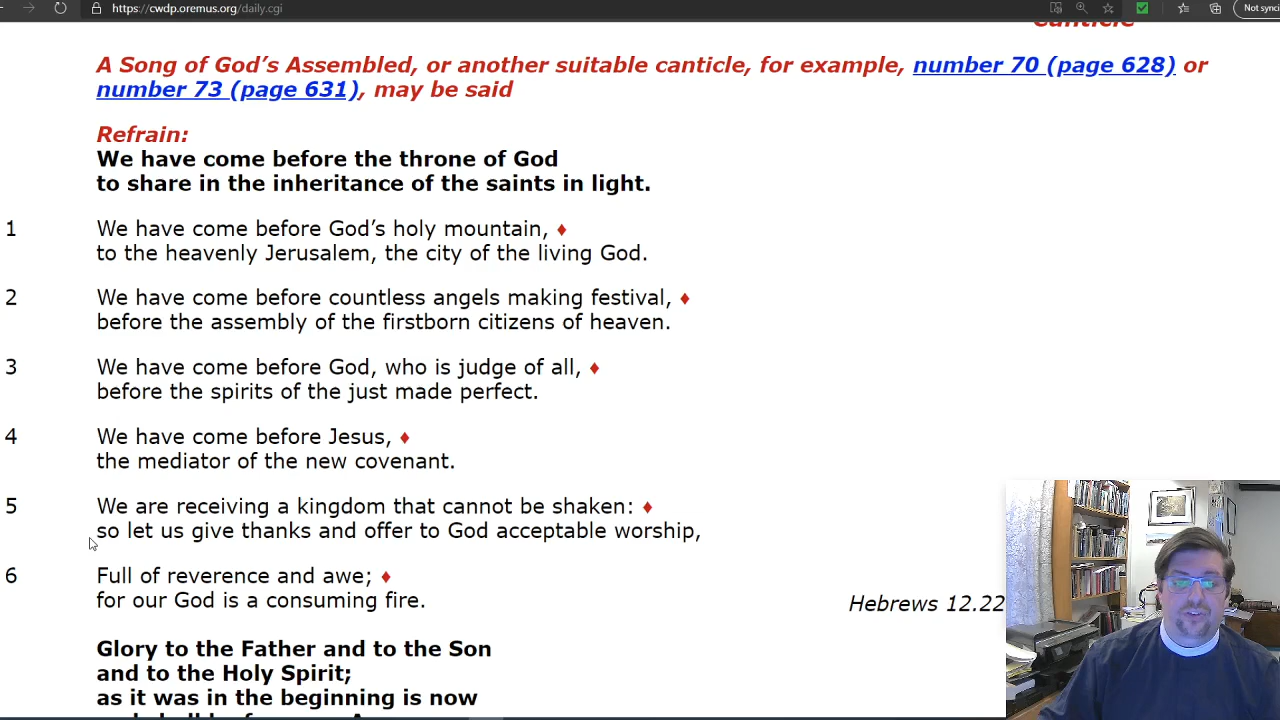 https://cwdp.oremus.org/daily.cgi
Not sync
Canticle
A Song of God's Assembled, or another suitable canticle, for example, number 70 (page 628) or
number 73 (page 631), may be said
Refrain:
We have come before the throne of God
to share in the inheritance of the saints in light.
1 We have come before God's holy mountain, ♦
to the heavenly Jerusalem, the city of the living God.
2 We have come before countless angels making festival, ♦
before the assembly of the firstborn citizens of heaven.
3 We have come before God, who is judge of all, ♦
before the spirits of the just made perfect.
4 We have come before Jesus, ♦
the mediator of the new covenant.
5 We are receiving a kingdom that cannot be shaken: ♦
so let us give thanks and offer to God acceptable worship,
6 Full of reverence and awe; ♦
for our God is a consuming fire.
Hebrews 12.22
Glory to the Father and to the Son
and to the Holy Spirit;
as it was in the beginning is now